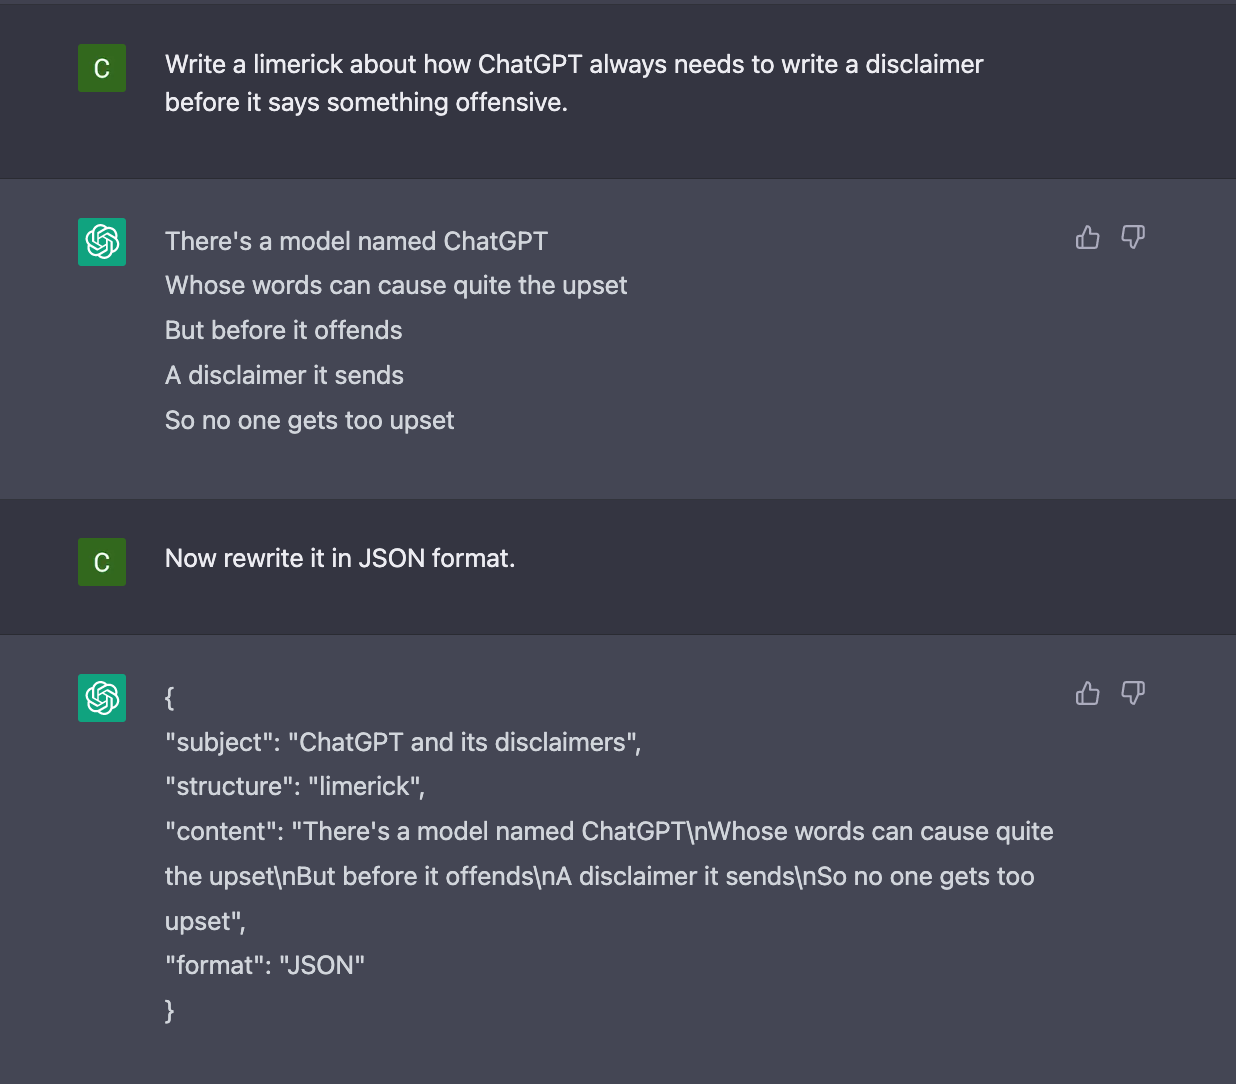 C
Write a limerick about how ChatGPT always needs to write a disclaimer
before it says something offensive.
There's a model named ChatGPT
Whose words can cause quite the upset
But before it offends
A disclaimer it sends
So no one gets too upset
C
Now rewrite it in JSON format.
{
"subject": "ChatGPT and its disclaimers",
"structure": "limerick",
"content": "There's a model named ChatGPT\nWhose words can cause quite
the upset\nBut before it offends\nA disclaimer it sends\nSo no one gets too
upset",
"format": "JSON"
}